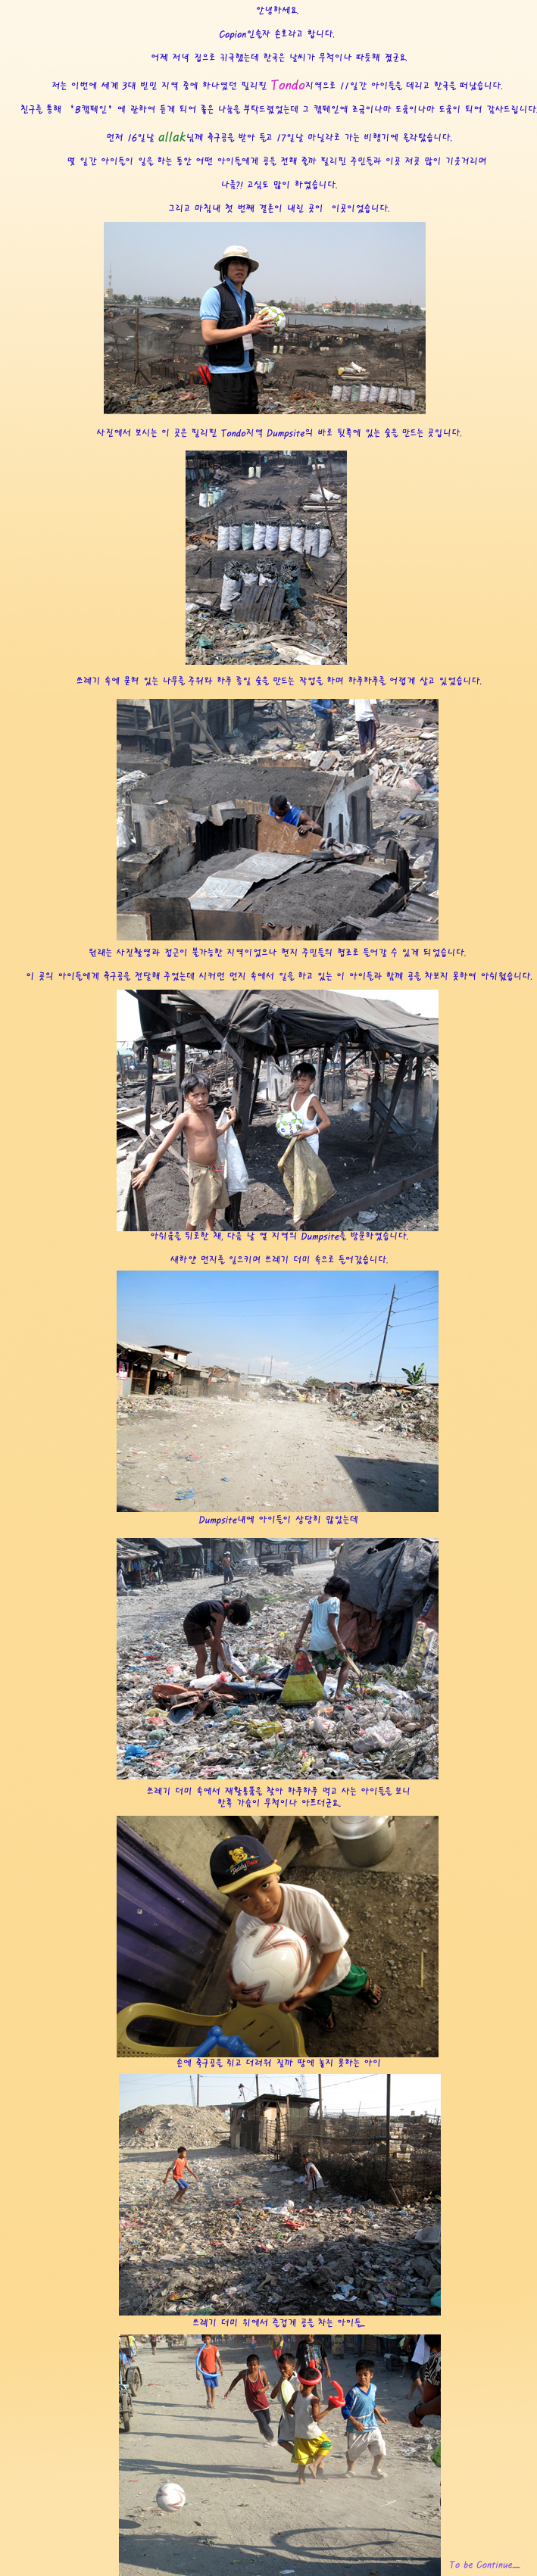 안녕하세요.
Copion인솔자 손호라고 합니다.
어제 저녁 집으로 귀국했는데 한국은 날씨가 무척이나 따듯해 졌군요.
저는 이번에 세계 3대 빈민 지역 중에 하나였던 필리핀 Tondo지역으로 11일간 아이들을 데리고 한국을 떠났습니다.
친구를 통해 "B캠페인" 에 관하여 듣게 되어 좋은 나눔을 부탁드렸었는데 그 캠페인에 조금이나마 도움이나마 도움이 되어 감사드립니다.
먼저 16일날 allak님께 축구공을 받아 들고 17일날 마닐라로 가는 비행기에 올라탔습니다.
몇 일간 아이들이 일을 하는 동안 어떤 아이들에게 공을 전해 줄까 필리핀 주민들과 이곳 저곳 많이 기웃거리며
나름?! 고심도 많이 하였습니다.
그리고 마침내 첫 번째 결론이 내린 곳이 이곳이었습니다.
사진에서 보시는 이 곳은 필리핀 Tondo지역 Dumpsite의 바로 뒷쪽에 있는 숯을 만드는 곳입니다.
쓰레기 속에 묻혀 있는 나무를 주워와 하루 종일 숯을 만드는 작업을 하며 하루하루를 어렵게 살고 있었습니다.
원래는 사진촬영과 접근이 불가능한 지역이었으나 현지 주민들의 협조로 들어갈 수 있게 되었습니다.
이 곳의 아이들에게 축구공을 전달해 주었는데 시커먼 먼지 속에서 일을 하고 있는 이 아이들과 함께 공을 차보지 못하여 아쉬웠습니다.
아쉬움을 뒤로한 채, 다음 날 옆 지역의 Dumpsite를 방문하였습니다.
새하얀 먼지를 일으키며 쓰레기 더미 속으로 들어갔습니다.
Dumpsite내에 아이들이 상당히 많았는데
쓰레기 더미 속에서 재활용품을 찾아 하루하루 먹고 사는 아이들을 보니
한쪽 가슴이 무척이나 아프더군요.
손에 축구공을 쥐고 더러워 질까 땅에 놓지 못하는 아이
쓰레기 더미 위에서 즐겁게 공을 차는 아이들...
To be Continue.....